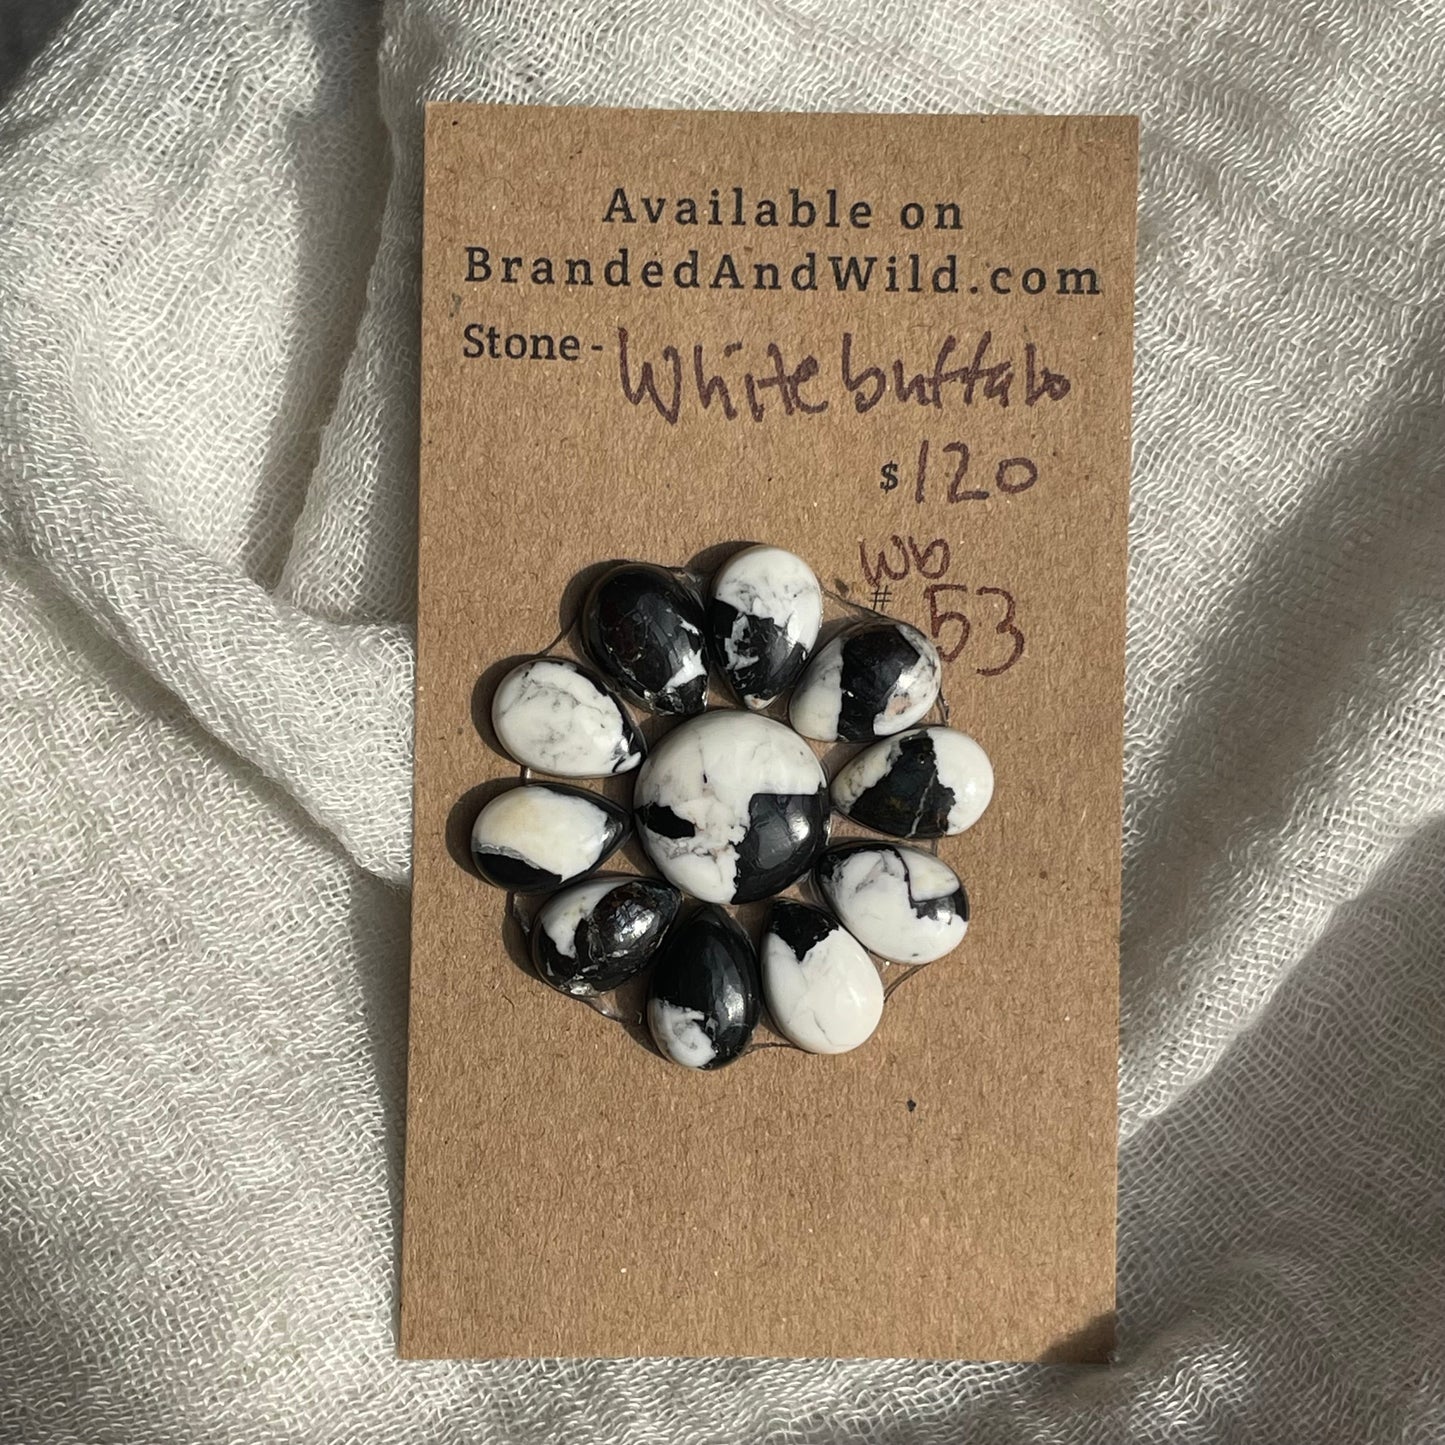 Available on
BrandedAndWild.com
Stone - White buffalo
$120
Wb
# 53